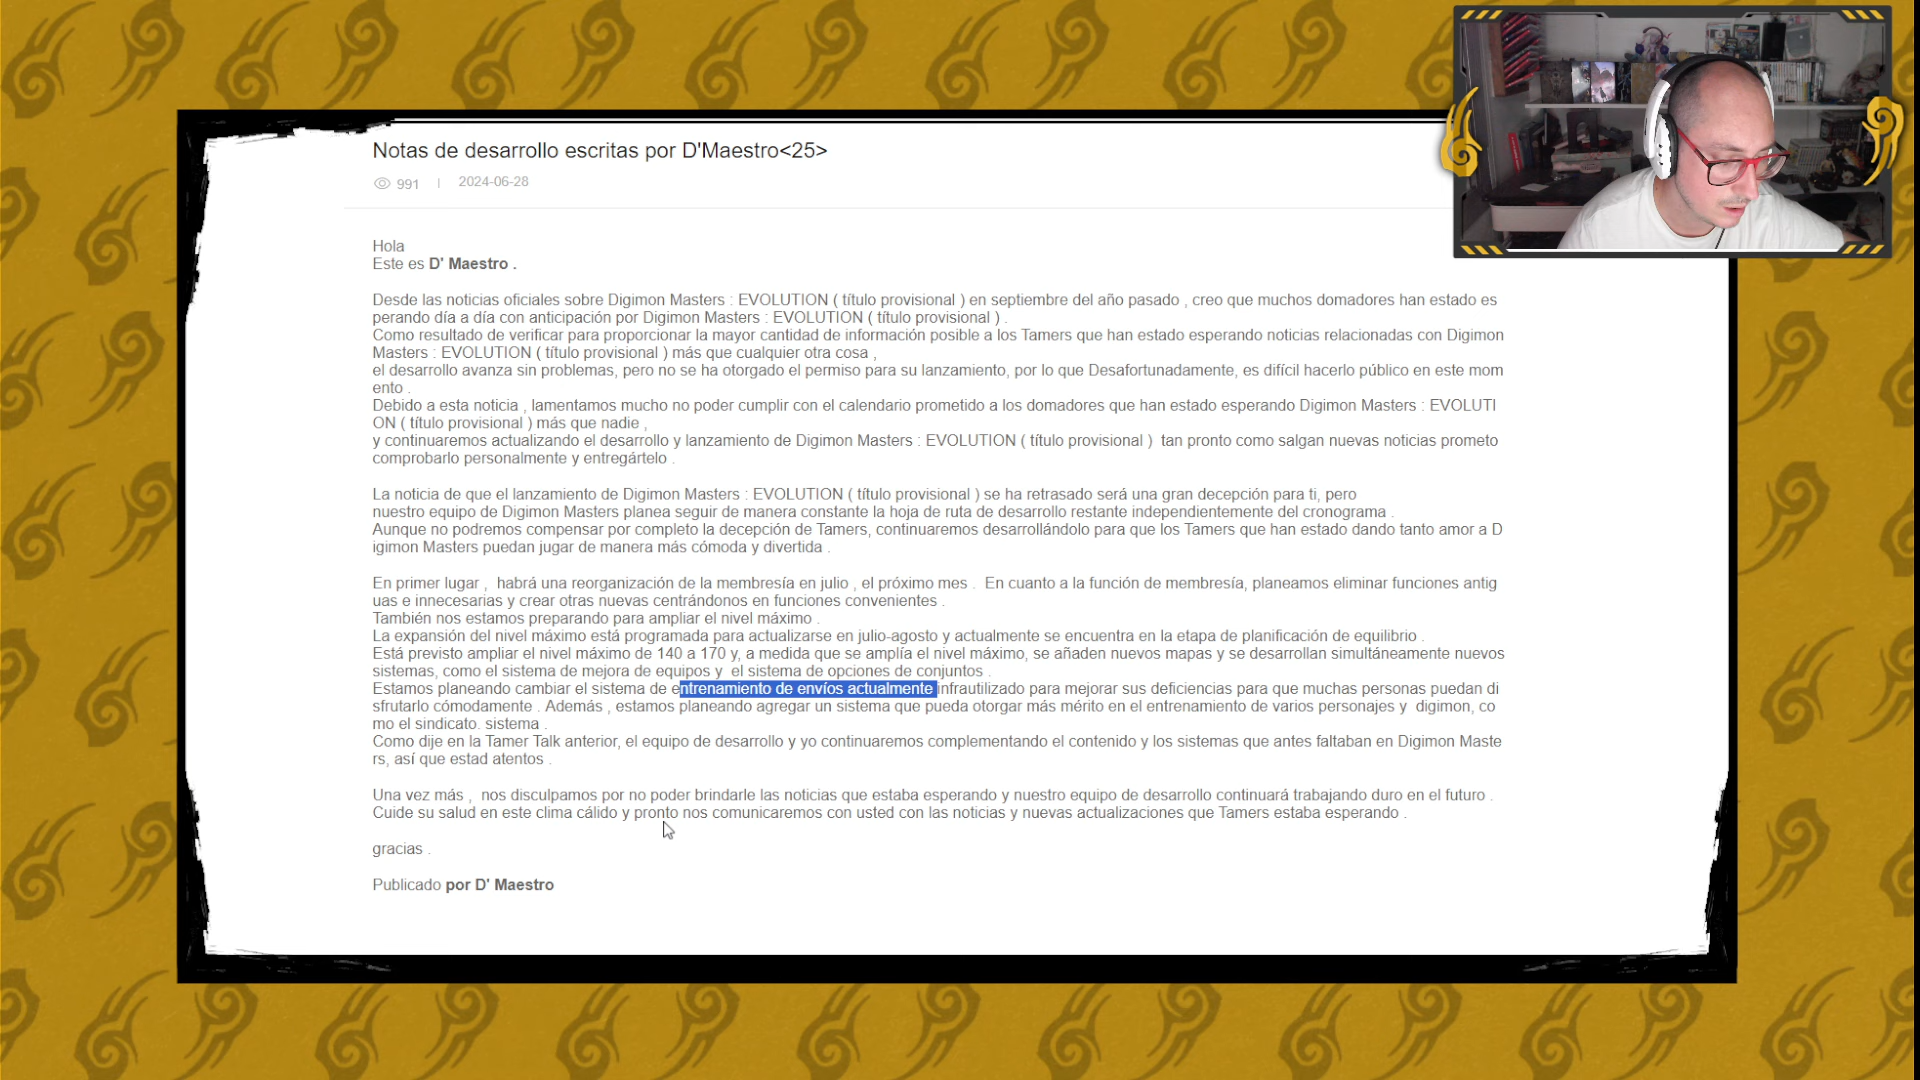 Notas de desarrollo escritas por D'Maestro<25>
991 | 2024-06-28
Hola
Este es D' Maestro .
Desde las noticias oficiales sobre Digimon Masters : EVOLUTION ( título provisional ) en septiembre del año pasado , creo que muchos domadores han estado es
perando día a día con anticipación por Digimon Masters : EVOLUTION ( título provisional ) .
Como resultado de verificar para proporcionar la mayor cantidad de información posible a los Tamers que han estado esperando noticias relacionadas con Digimon
Masters : EVOLUTION ( título provisional ) más que cualquier otra cosa ,
el desarrollo avanza sin problemas, pero no se ha otorgado el permiso para su lanzamiento, por lo que Desafortunadamente, es difícil hacerlo público en este mom
ento .
Debido a esta noticia , lamentamos mucho no poder cumplir con el calendario prometido a los domadores que han estado esperando Digimon Masters : EVOLUTI
ON ( título provisional ) más que nadie ,
y continuaremos actualizando el desarrollo y lanzamiento de Digimon Masters : EVOLUTION ( título provisional ) tan pronto como salgan nuevas noticias prometo
comprobarlo personalmente y entregártelo .
La noticia de que el lanzamiento de Digimon Masters : EVOLUTION ( título provisional ) se ha retrasado será una gran decepción para ti, pero
nuestro equipo de Digimon Masters planea seguir de manera constante la hoja de ruta de desarrollo restante independientemente del cronograma .
Aunque no podremos compensar por completo la decepción de Tamers, continuaremos desarrollándolo para que los Tamers que han estado dando tanto amor a D
igimon Masters puedan jugar de manera más cómoda y divertida .
En primer lugar , habrá una reorganización de la membresía en julio , el próximo mes . En cuanto a la función de membresía, planeamos eliminar funciones antig
uas e innecesarias y crear otras nuevas centrándonos en funciones convenientes .
También nos estamos preparando para ampliar el nivel máximo .
La expansión del nivel máximo está programada para actualizarse en julio-agosto y actualmente se encuentra en la etapa de planificación de equilibrio .
Está previsto ampliar el nivel máximo de 140 a 170 y, a medida que se amplía el nivel máximo, se añaden nuevos mapas y se desarrollan simultáneamente nuevos
sistemas, como el sistema de mejora de equipos y el sistema de opciones de conjuntos .
Estamos planeando cambiar el sistema de entrenamiento de envíos actualmente infrautilizado para mejorar sus deficiencias para que muchas personas puedan di
sfrutarlo cómodamente . Además , estamos planeando agregar un sistema que pueda otorgar más mérito en el entrenamiento de varios personajes y digimon, co
mo el sindicato. sistema .
Como dije en la Tamer Talk anterior, el equipo de desarrollo y yo continuaremos complementando el contenido y los sistemas que antes faltaban en Digimon Maste
rs, así que estad atentos .
Una vez más , nos disculpamos por no poder brindarle las noticias que estaba esperando y nuestro equipo de desarrollo continuará trabajando duro en el futuro .
Cuide su salud en este clima cálido y pronto nos comunicaremos con usted con las noticias y nuevas actualizaciones que Tamers estaba esperando .
gracias .
Publicado por D' Maestro